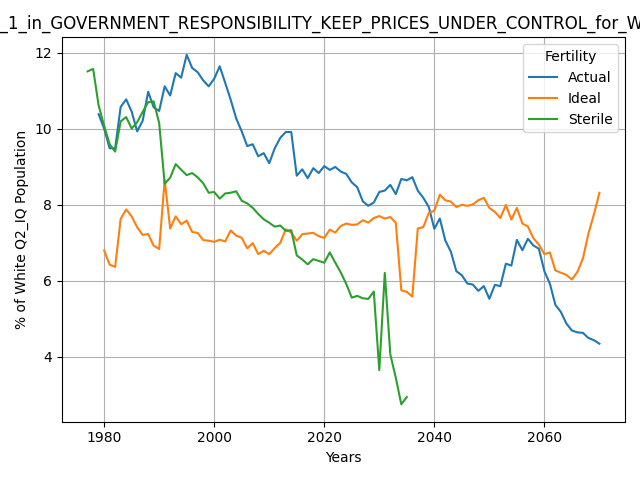 _1_in_GOVERNMENT_RESPONSIBILITY_KEEP_PRICES_UNDER_CONTROL_for_W
12
10
8
6
4
% of White Q2_IQ Population
Fertility
Actual
Ideal
Sterile
1980 2000 2020 2040 2060
Years